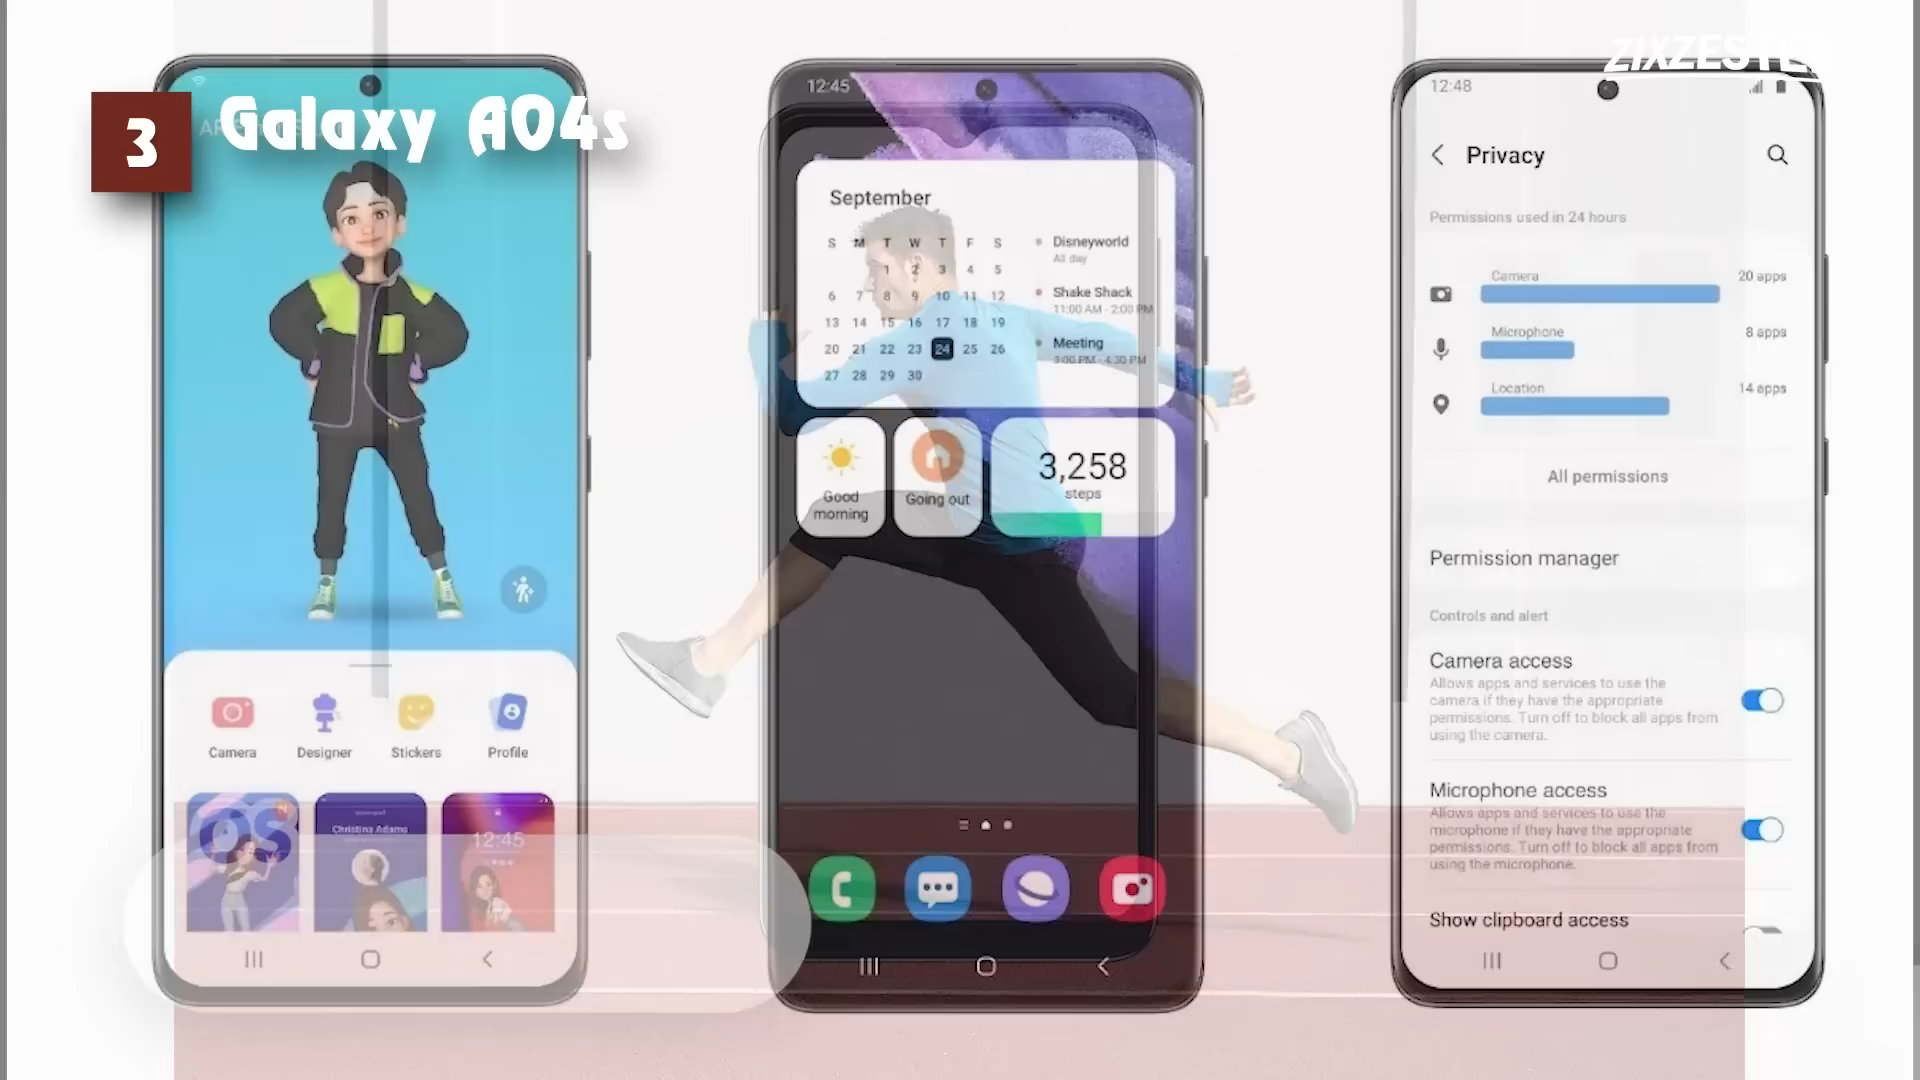 ZIXZESTED
3
Galaxy A04s
12:45
September
S M T W T F S
1 2 3 4 5
6 7 8 9 10 11 12
13 14 15 16 17 18 19
20 21 22 23 24 25 26
27 28 29 30
Disneyworld
All day
Shake Shack
11:00 AM - 2:00 PM
Meeting
3:00 PM - 4:30 PM
Good
morning
Going out
3,258
steps
Camera
Designer
Stickers
Profile
OS
Christina Adams
12:45
12:48
Privacy
Permissions used in 24 hours
Camera
20 apps
Microphone
8 apps
Location
14 apps
All permissions
Permission manager
Controls and alert
Camera access
Allows apps and services to use the
camera if they have the appropriate
permissions. Turn off to block all apps from
using the camera.
Microphone access
Allows apps and services to use the
microphone if they have the appropriate
permissions. Turn off to block all apps from
using the microphone.
Show clipboard access